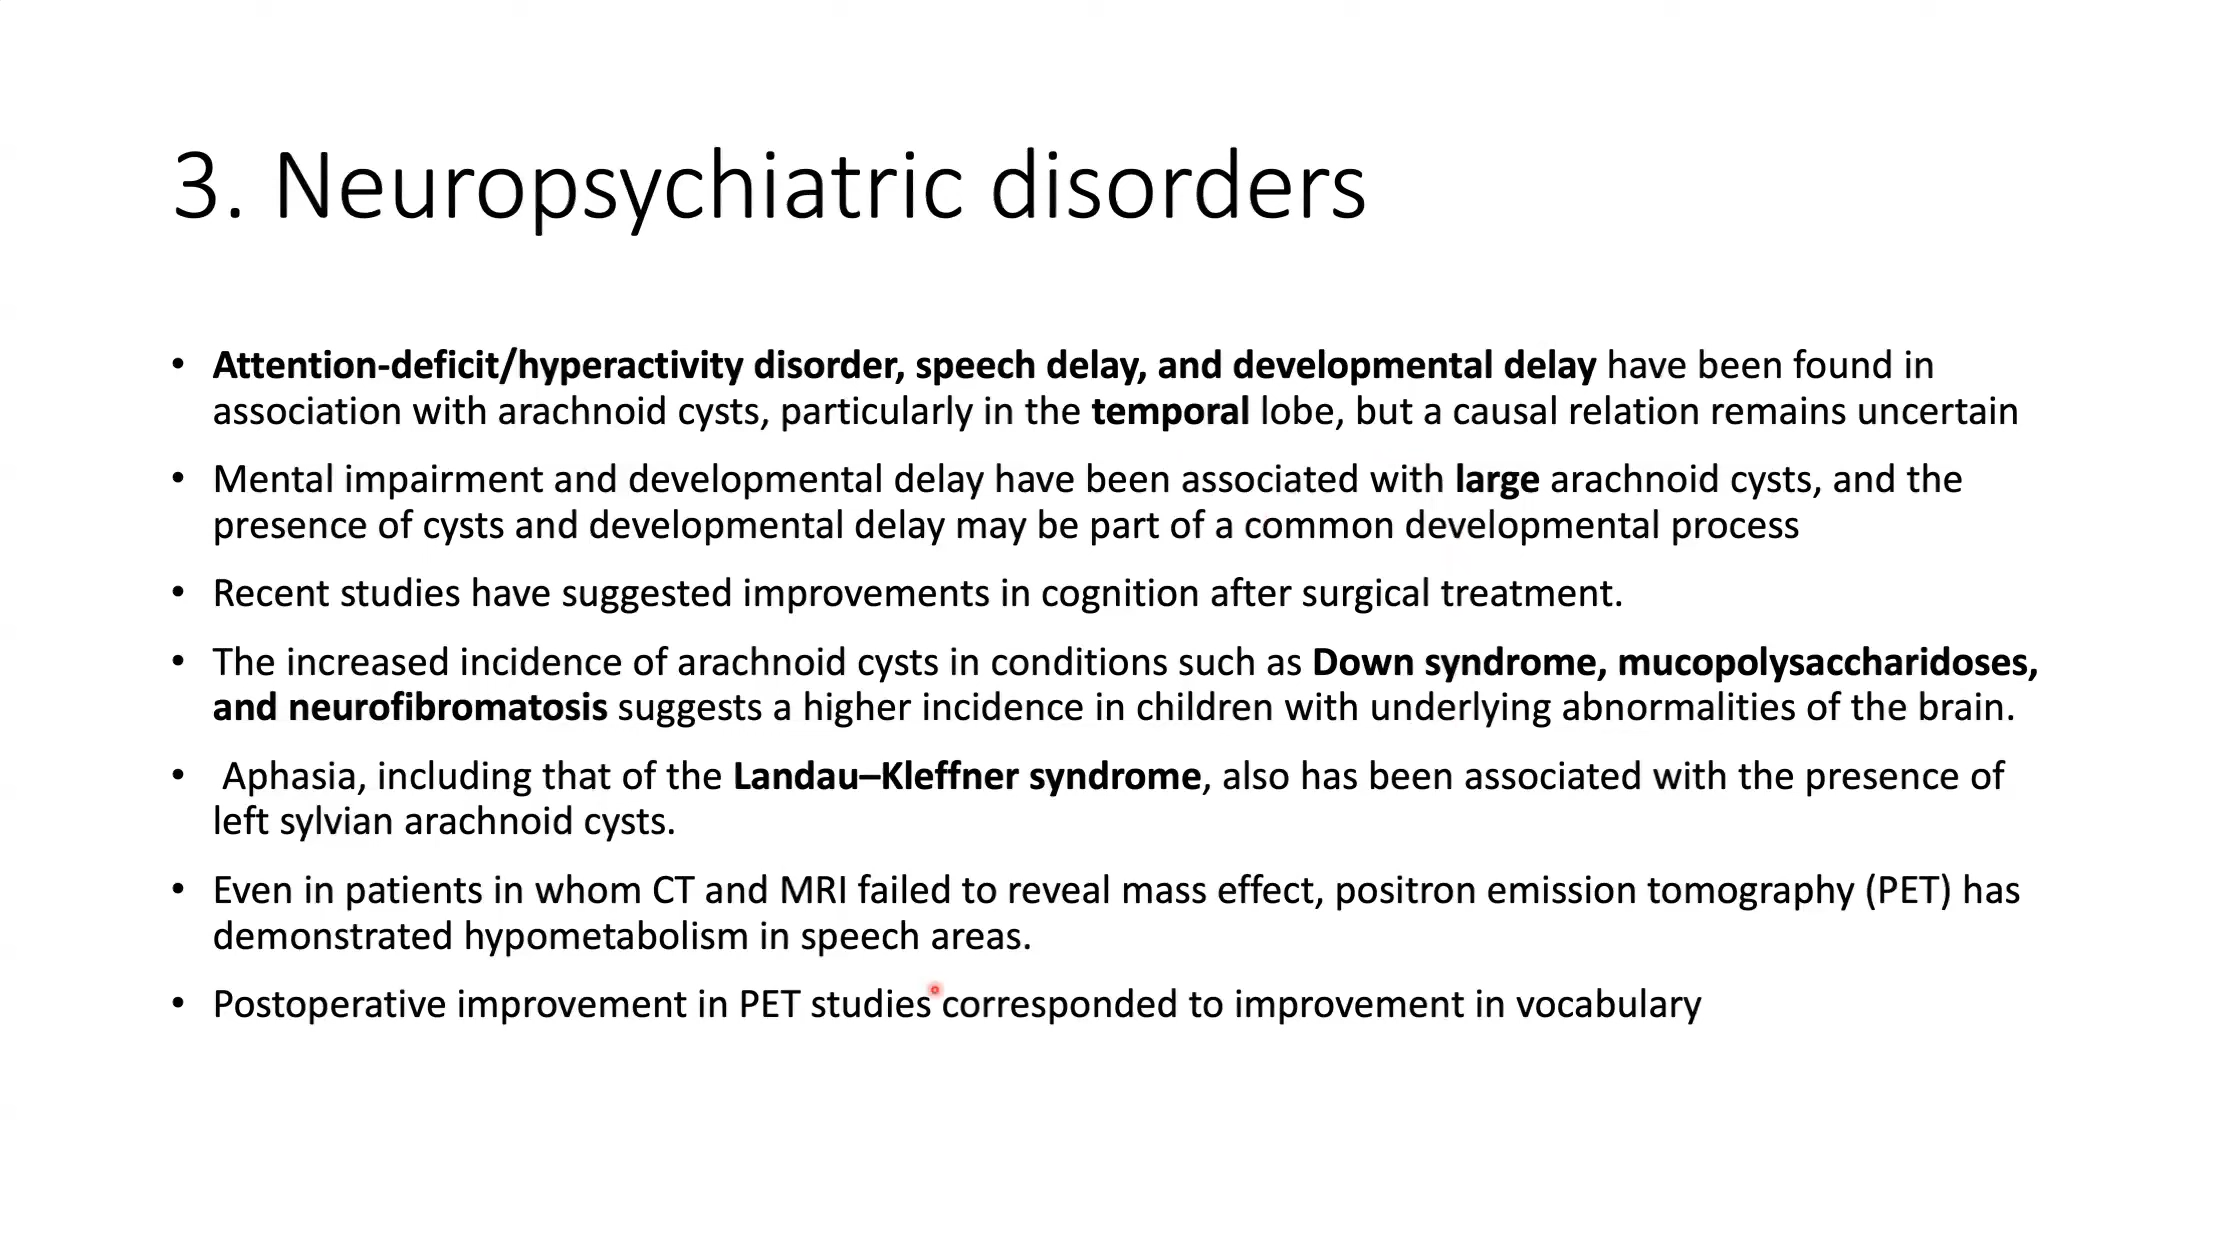 3. Neuropsychiatric disorders
• Attention-deficit/hyperactivity disorder, speech delay, and developmental delay have been found in
association with arachnoid cysts, particularly in the temporal lobe, but a causal relation remains uncertain
• Mental impairment and developmental delay have been associated with large arachnoid cysts, and the
presence of cysts and developmental delay may be part of a common developmental process
• Recent studies have suggested improvements in cognition after surgical treatment.
• The increased incidence of arachnoid cysts in conditions such as Down syndrome, mucopolysaccharidoses,
and neurofibromatosis suggests a higher incidence in children with underlying abnormalities of the brain.
• Aphasia, including that of the Landau–Kleffner syndrome, also has been associated with the presence of
left sylvian arachnoid cysts.
• Even in patients in whom CT and MRI failed to reveal mass effect, positron emission tomography (PET) has
demonstrated hypometabolism in speech areas.
• Postoperative improvement in PET studies corresponded to improvement in vocabulary